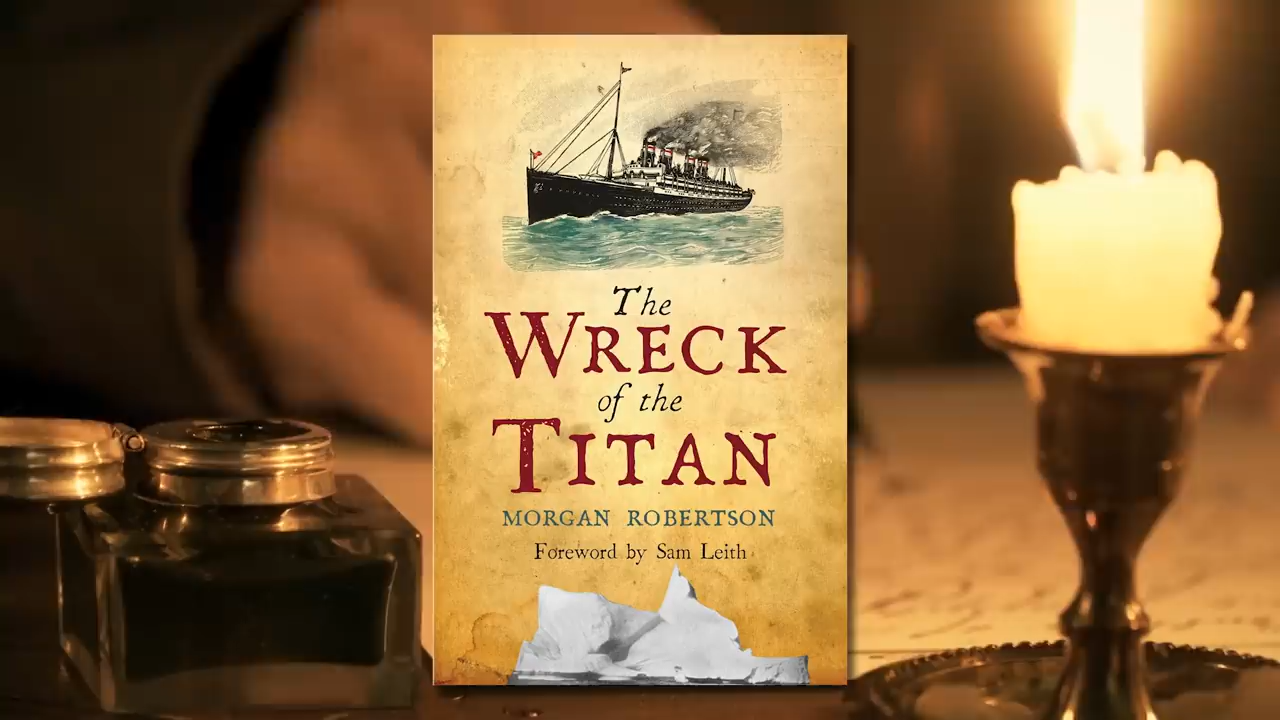 The
WRECK
of the
TITAN
MORGAN ROBERTSON
Foreword by Sam Leith